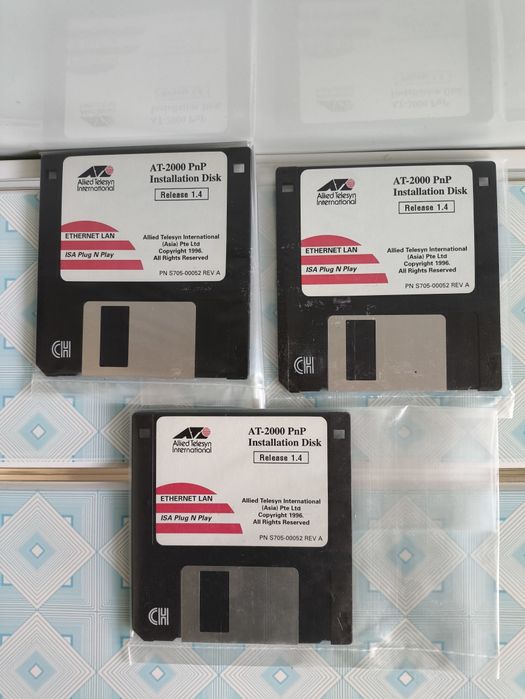 Allied Telesyn
International
AT-2000 PnP
Installation Disk
Release 1.4
ETHERNET LAN
ISA Plug N Play
Allied Telesyn International
(Asia) Pte Ltd
Copyright 1996.
All Rights Reserved
PN S705-00052 REV A
CH
Allied Telesyn
International
AT-2000 PnP
Installation Disk
Release 1.4
ETHERNET LAN
ISA Plug N Play
Allied Telesyn International
(Asia) Pte Ltd
Copyright 1996.
All Rights Reserved
PN S705-00052 REV A
CH
Allied Telesyn
International
AT-2000 PnP
Installation Disk
Release 1.4
ETHERNET LAN
ISA Plug N Play
Allied Telesyn International
(Asia) Pte Ltd
Copyright 1996.
All Rights Reserved
PN S705-00052 REV A
CH